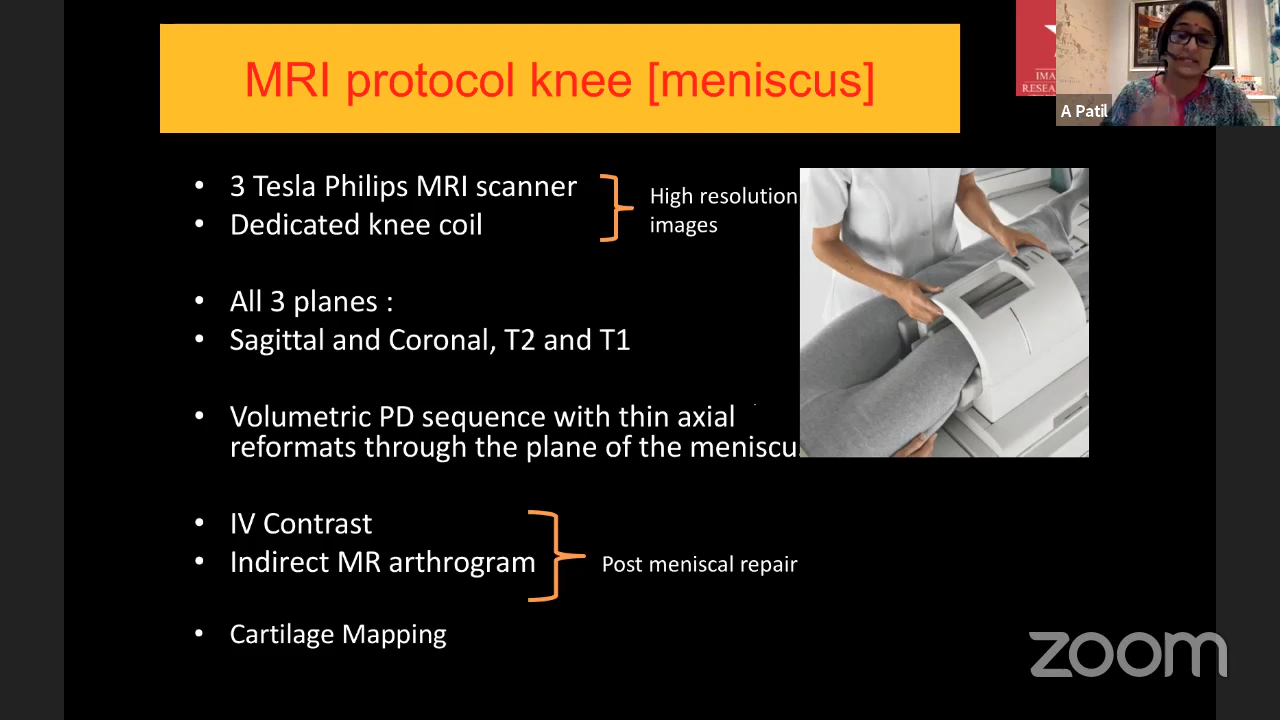 MRI protocol knee [meniscus]
A Patil
• 3 Tesla Philips MRI scanner
• Dedicated knee coil
High resolution
images
• All 3 planes :
• Sagittal and Coronal, T2 and T1
• Volumetric PD sequence with thin axial
reformats through the plane of the
• IV Contrast
• Indirect MR arthrogram
Post meniscal repair
• Cartilage Mapping
zoom